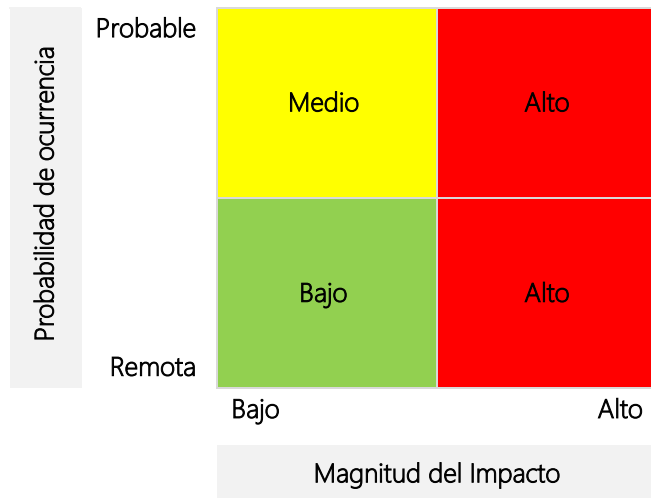 Probabilidad de ocurrencia
Probable
Medio
Alto
Bajo
Alto
Remota
Bajo
Alto
Magnitud del Impacto